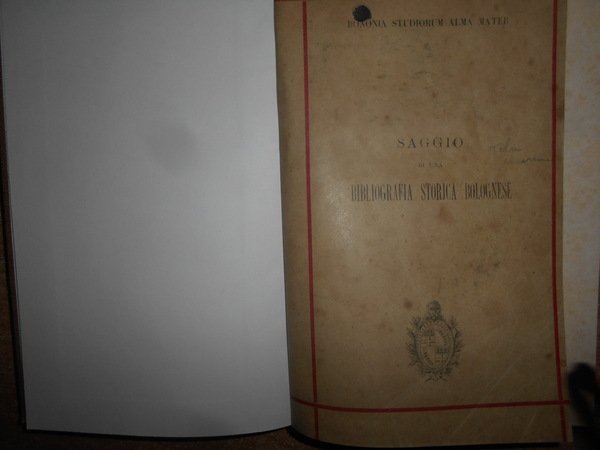 BONONIA STUDIORUM ALMA MATER
SAGGIO
DI UNA
BIBLIOGRAFIA STORICA BOLOGNESE